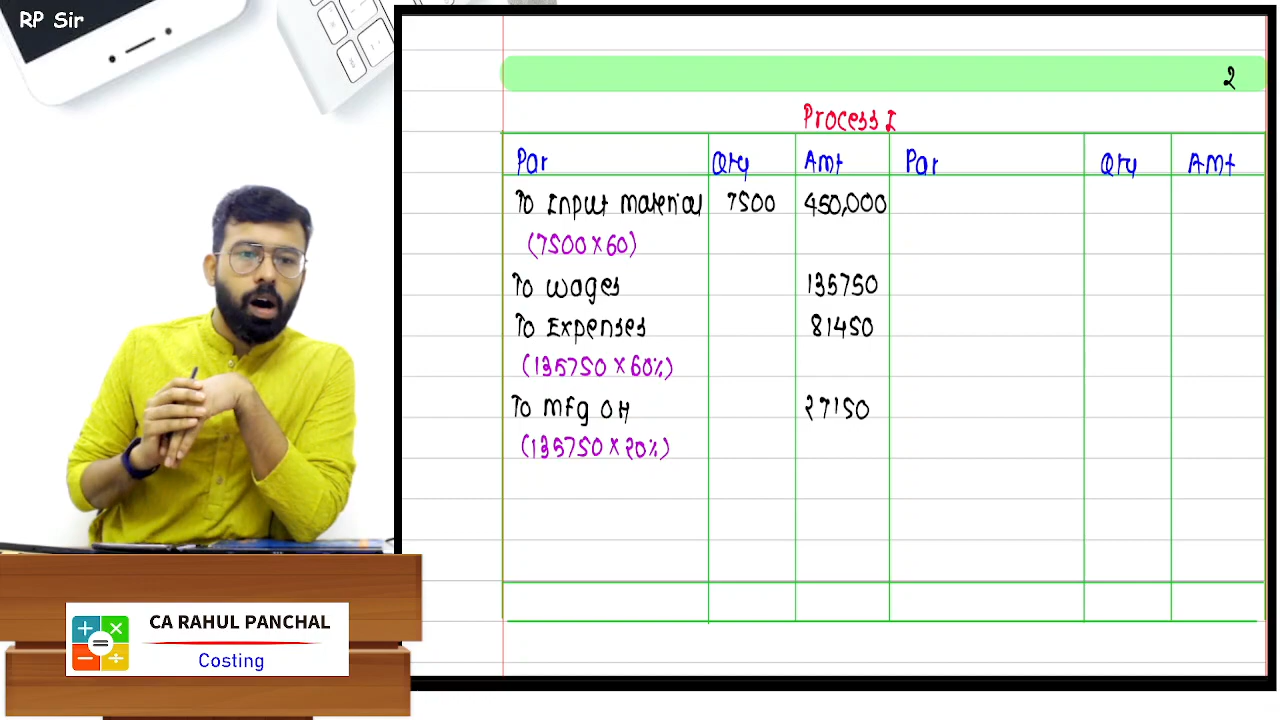 RP Sir
2
Process I
Par Qty Amt Par Qty Amt
To Input material 7500 450,000
(7500×60)
To wages 135750
To Expenses 81450
(135750×60%)
To mfg OH 27150
(135750×20%)
CA RAHUL PANCHAL
Costing